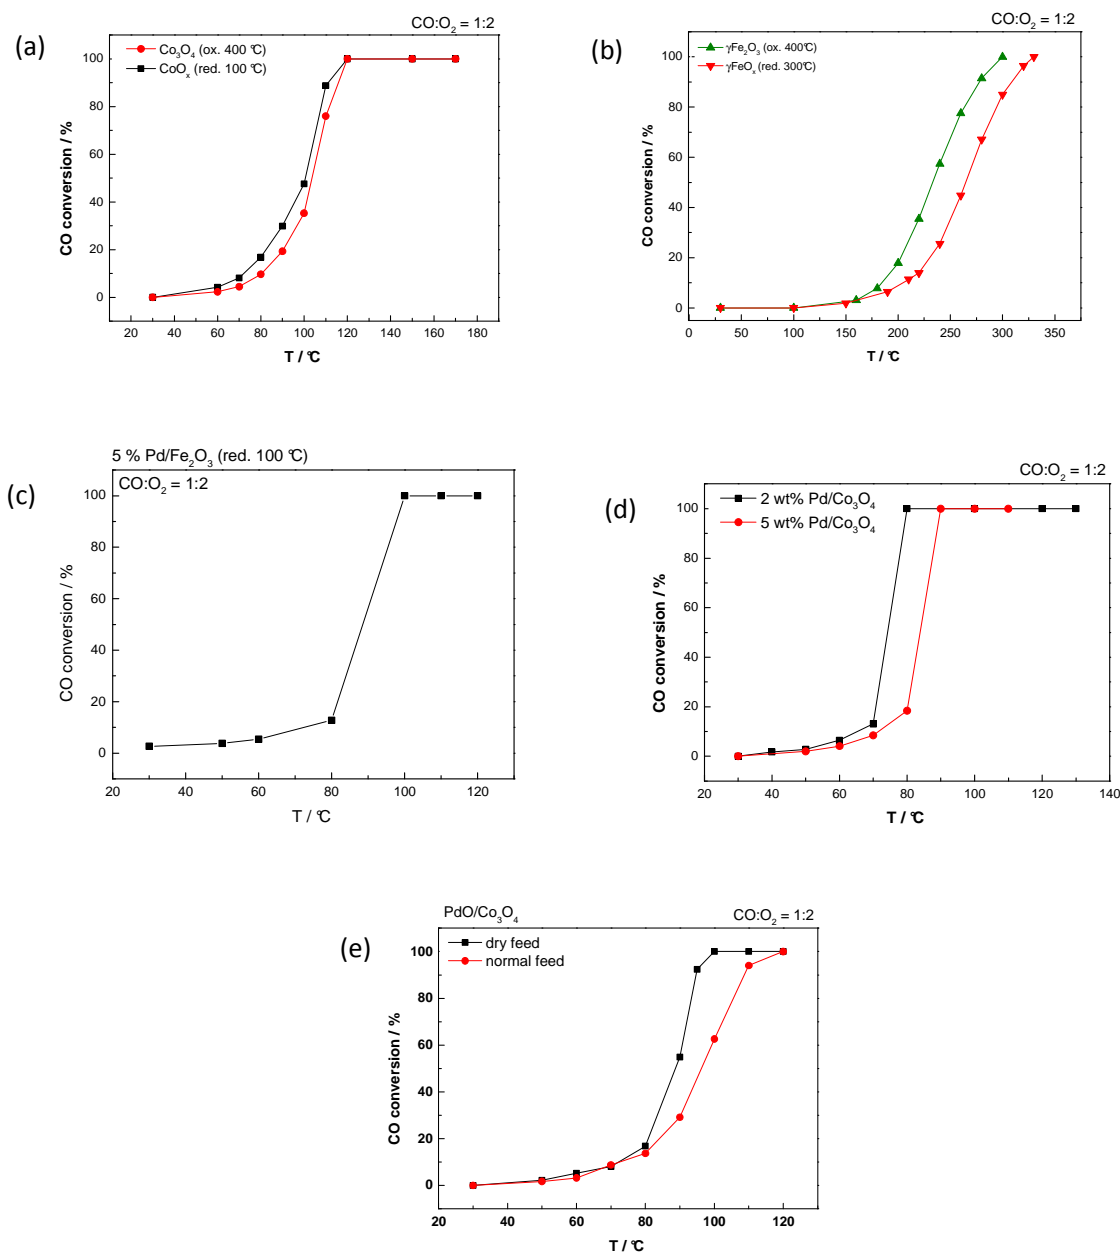 (a)
CO:O₂ = 1:2
Co₃O₄ (ox. 400 °C)
CoOₓ (red. 100 °C)
CO conversion / %
100
80
60
40
20
0
20 40 60 80 100 120 140 160 180
T / °C
(b)
CO:O₂ = 1:2
γFe₂O₃ (ox. 400°C)
γFeOₓ (red. 300°C)
CO conversion / %
100
80
60
40
20
0
0 50 100 150 200 250 300 350
T / °C
(c)
5 % Pd/Fe₂O₃ (red. 100 °C)
CO:O₂ = 1:2
CO conversion / %
100
80
60
40
20
0
20 40 60 80 100 120
T / °C
(d)
CO:O₂ = 1:2
2 wt% Pd/Co₃O₄
5 wt% Pd/Co₃O₄
CO conversion / %
100
80
60
40
20
0
20 40 60 80 100 120 140
T / °C
(e)
PdO/Co₃O₄ CO:O₂ = 1:2
dry feed
normal feed
CO conversion / %
100
80
60
40
20
0
20 40 60 80 100 120
T / °C